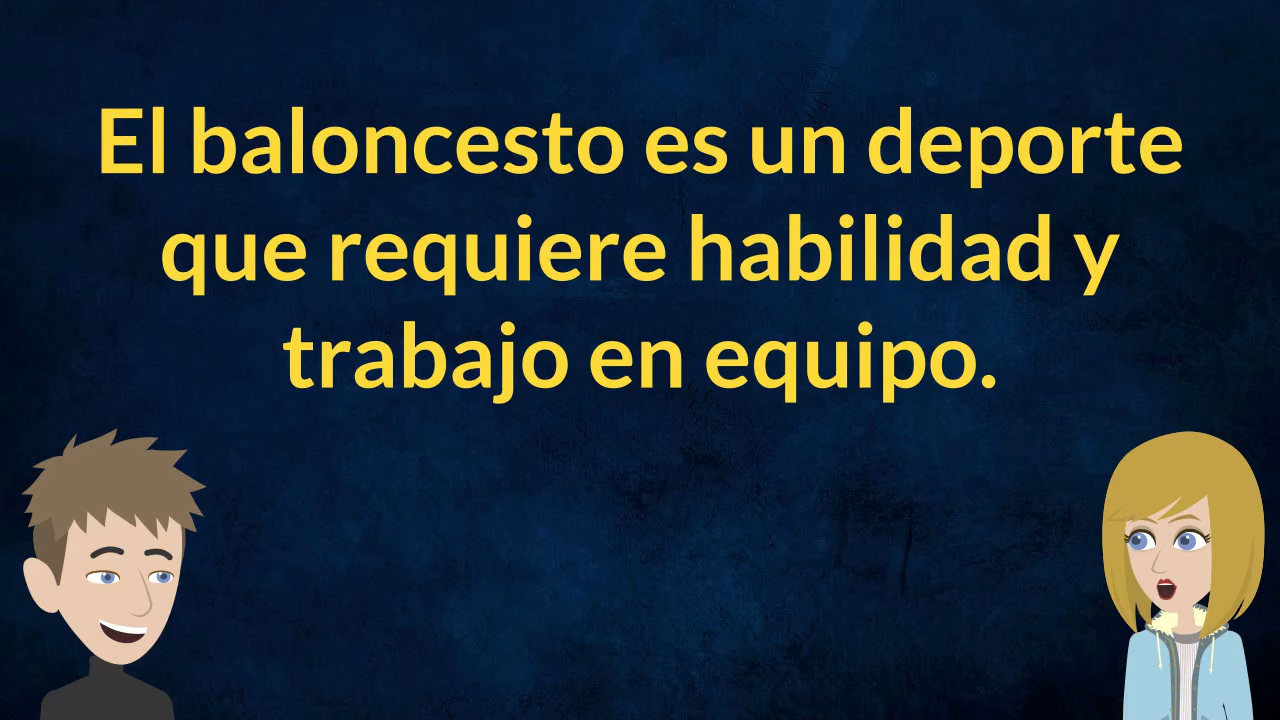 El baloncesto es un deporte
que requiere habilidad y
trabajo en equipo.